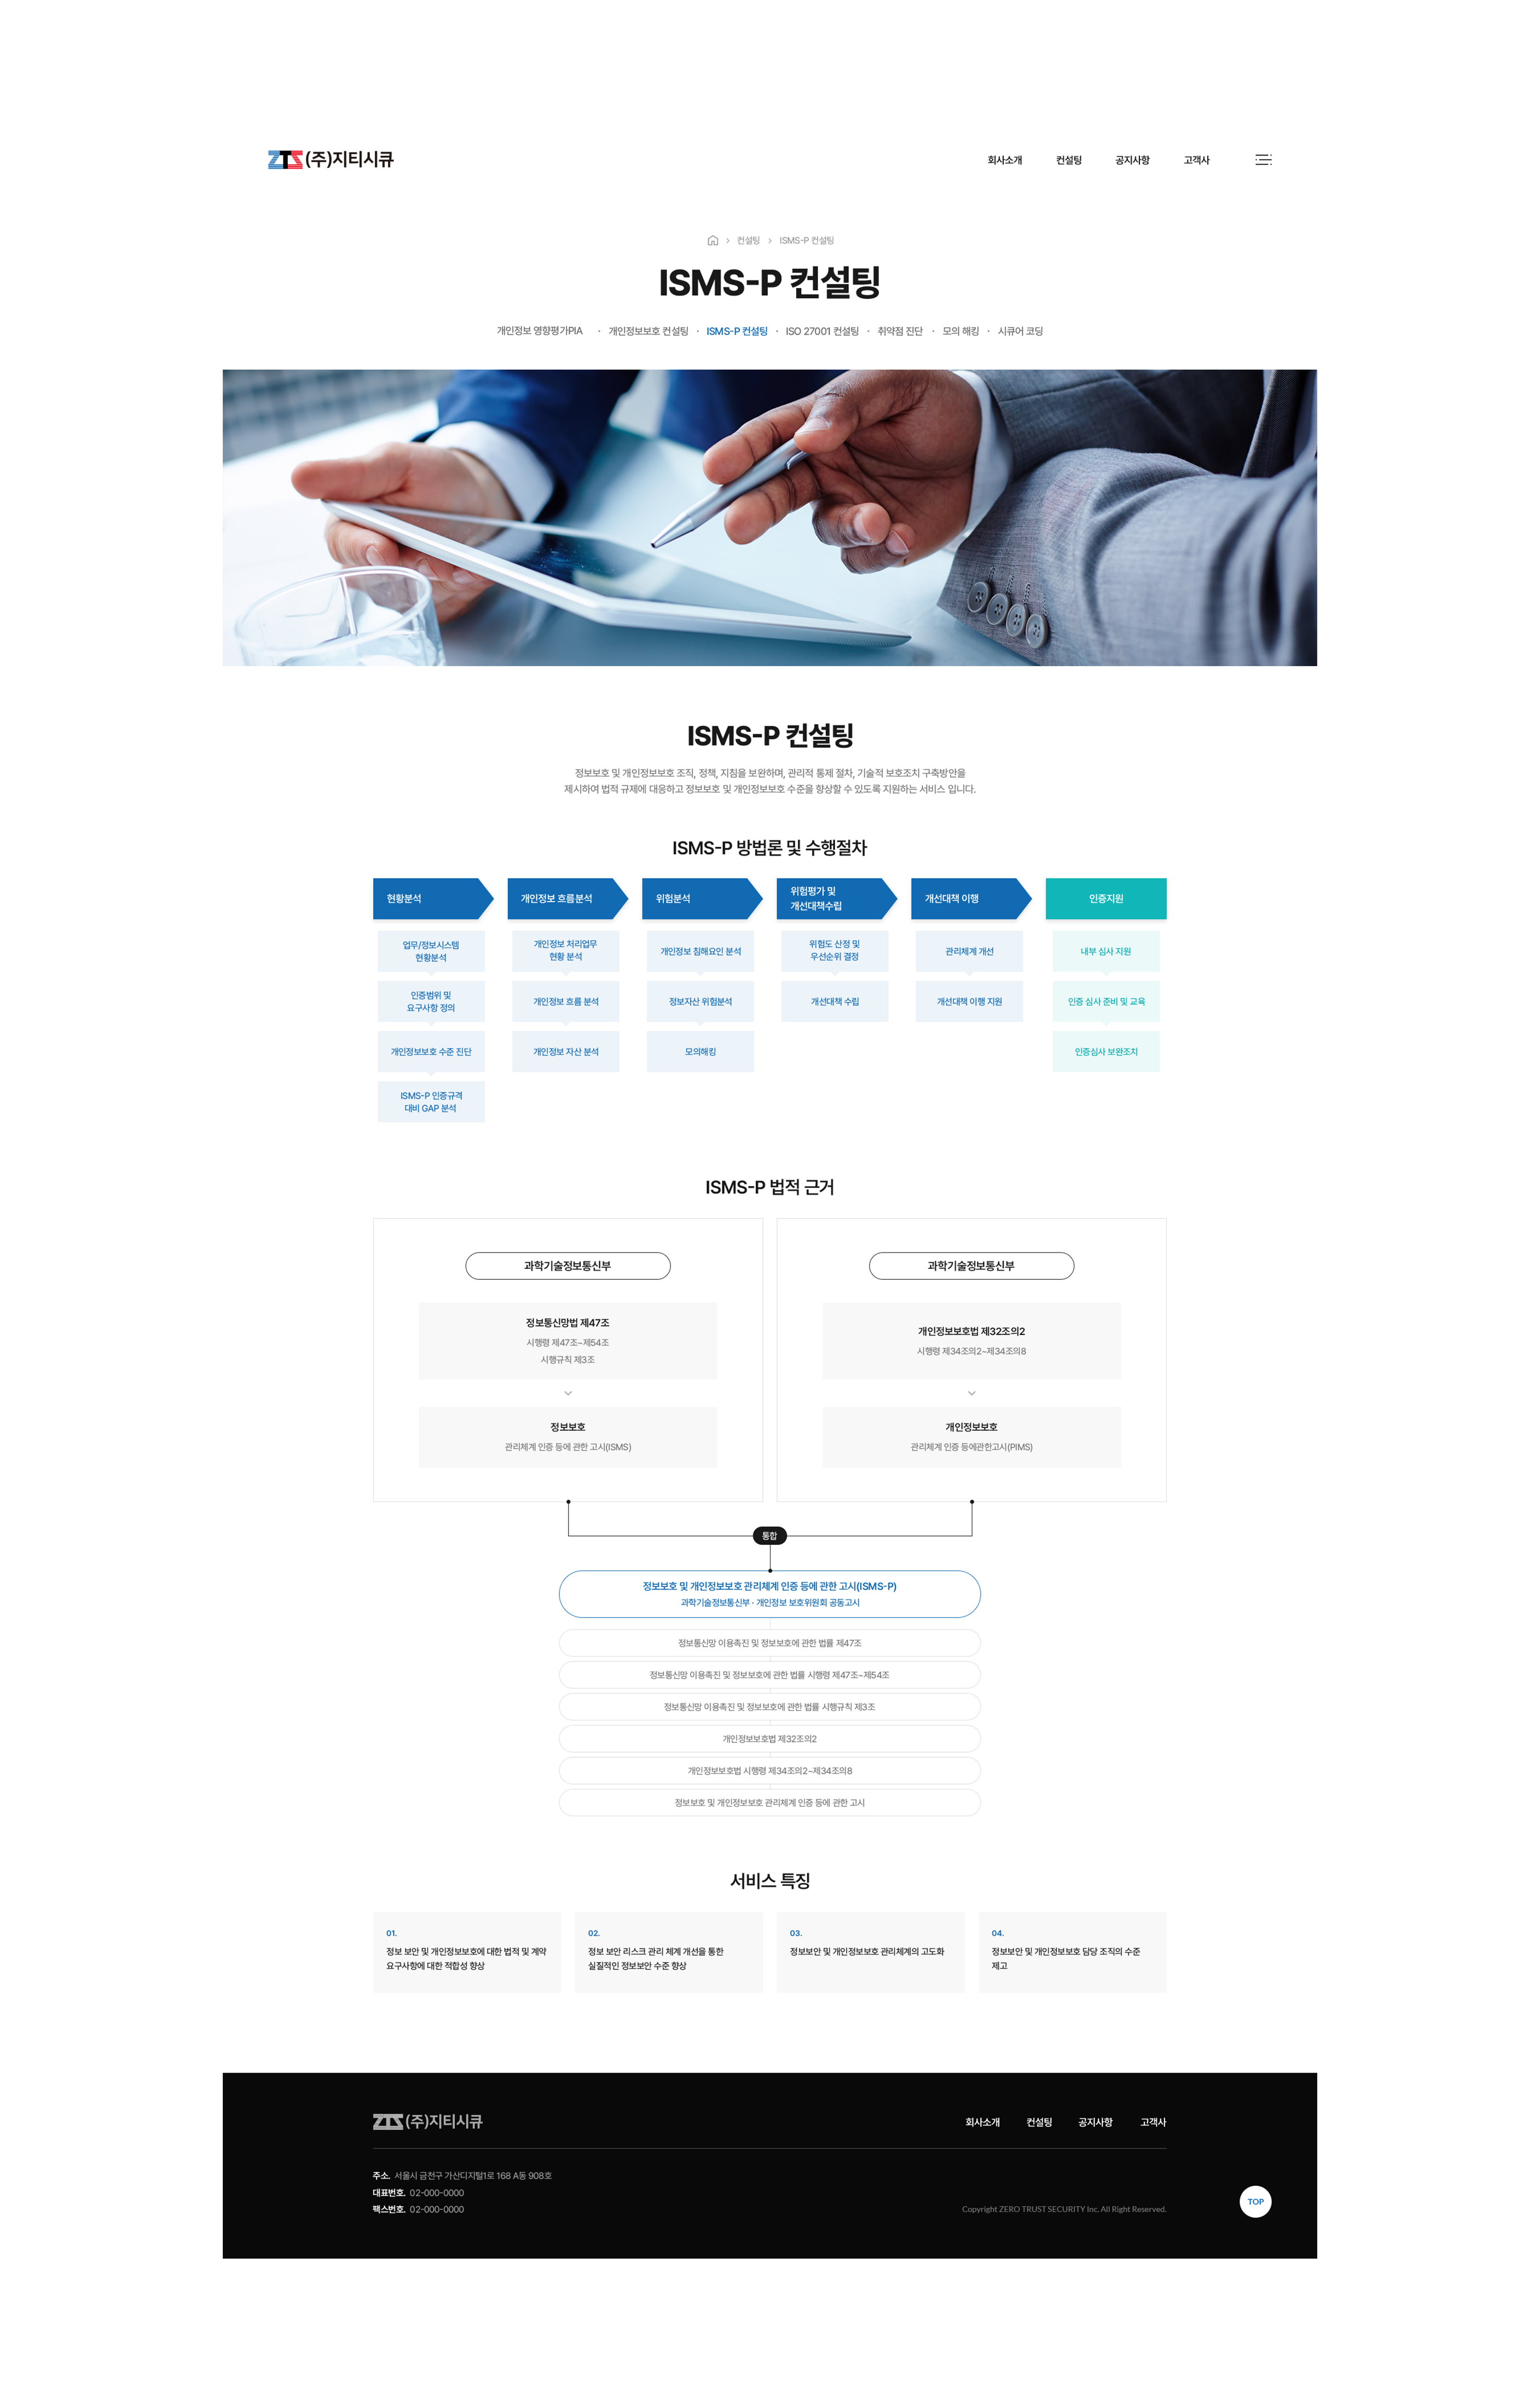 ZTS (주)지티시큐
회사소개 컨설팅 공지사항 고객사
컨설팅 ISMS-P 컨설팅
ISMS-P 컨설팅
개인정보 영향평가PIA · 개인정보보호 컨설팅 · ISMS-P 컨설팅 · ISO 27001 컨설팅 · 취약점 진단 · 모의 해킹 · 시큐어 코딩
ISMS-P 컨설팅
정보보호 및 개인정보보호 조직, 정책, 지침을 보완하며, 관리적 통제 절차, 기술적 보호조치 구축방안을
제시하여 법적 규제에 대응하고 정보보호 및 개인정보보호 수준을 향상할 수 있도록 지원하는 서비스 입니다.
ISMS-P 방법론 및 수행절차
현황분석
업무/정보시스템
현황분석
인증범위 및
요구사항 정의
개인정보보호 수준 진단
ISMS-P 인증규격
대비 GAP 분석
개인정보 흐름분석
개인정보 처리업무
현황 분석
개인정보 흐름 분석
개인정보 자산 분석
위험분석
개인정보 침해요인 분석
정보자산 위험분석
모의해킹
위험평가 및
개선대책수립
위험도 산정 및
우선순위 결정
개선대책 수립
개선대책 이행
관리체계 개선
개선대책 이행 지원
인증지원
내부 심사 지원
인증 심사 준비 및 교육
인증심사 보완조치
ISMS-P 법적 근거
과학기술정보통신부
정보통신망법 제47조
시행령 제47조~제54조
시행규칙 제3조
정보보호
관리체계 인증 등에 관한 고시(ISMS)
과학기술정보통신부
개인정보보호법 제32조의2
시행령 제34조의2~제34조의8
개인정보보호
관리체계 인증 등에관한고시(PIMS)
통합
정보보호 및 개인정보보호 관리체계 인증 등에 관한 고시(ISMS-P)
과학기술정보통신부 · 개인정보 보호위원회 공동고시
정보통신망 이용촉진 및 정보보호에 관한 법률 제47조
정보통신망 이용촉진 및 정보보호에 관한 법률 시행령 제47조~제54조
정보통신망 이용촉진 및 정보보호에 관한 법률 시행규칙 제3조
개인정보보호법 제32조의2
개인정보보호법 시행령 제34조의2~제34조의8
정보보호 및 개인정보보호 관리체계 인증 등에 관한 고시
서비스 특징
01.
정보 보안 및 개인정보보호에 대한 법적 및 계약
요구사항에 대한 적합성 향상
02.
정보 보안 리스크 관리 체계 개선을 통한
실질적인 정보보안 수준 향상
03.
정보보안 및 개인정보보호 관리체계의 고도화
04.
정보보안 및 개인정보보호 담당 조직의 수준
제고
ZTS (주)지티시큐
회사소개 컨설팅 공지사항 고객사
주소. 서울시 금천구 가산디지털1로 168 A동 908호
대표번호. 02-000-0000
팩스번호. 02-000-0000
Copyright ZERO TRUST SECURITY Inc. All Right Reserved.
TOP